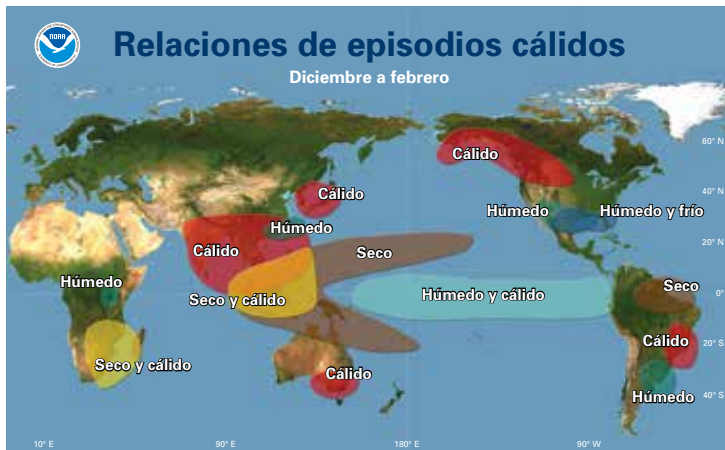 NOAA
Relaciones de episodios cálidos
Diciembre a febrero
60° N
Cálido
Cálido
40° N
Húmedo
Húmedo y frío
Húmedo
20° N
Cálido
Seco
Húmedo
Seco
0°
Seco y cálido
Húmedo y cálido
20° S
Cálido
Seco y cálido
Cálido
Húmedo
40° S
10° E
90° E
180° E
90° W